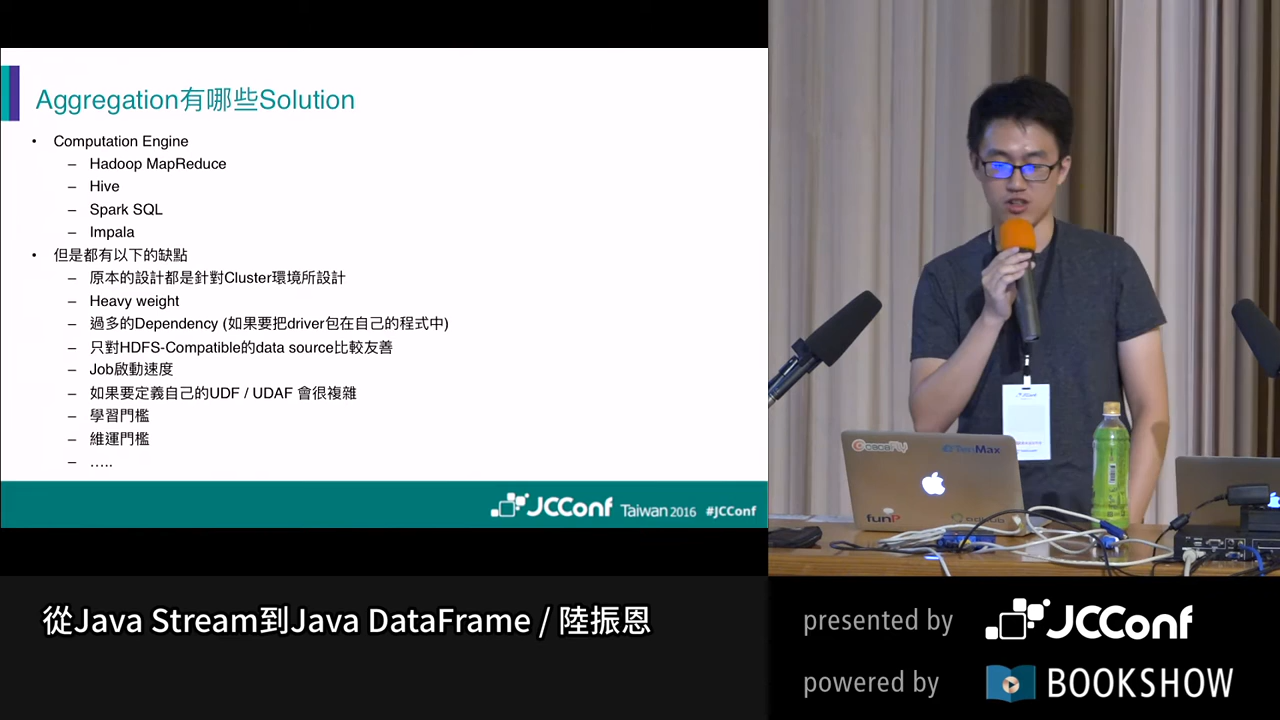 Aggregation有哪些Solution
• Computation Engine
– Hadoop MapReduce
– Hive
– Spark SQL
– Impala
• 但是都有以下的缺點
– 原本的設計都是針對Cluster環境所設計
– Heavy weight
– 過多的Dependency (如果要把driver包在自己的程式中)
– 只對HDFS-Compatible的data source比較友善
– Job啟動速度
– 如果要定義自己的UDF / UDAF 會很複雜
– 學習門檻
– 維運門檻
– …..
JCConf Taiwan 2016 #JCConf
TenMax
funP
從Java Stream到Java DataFrame / 陸振恩
presented by JCConf
powered by BOOKSHOW